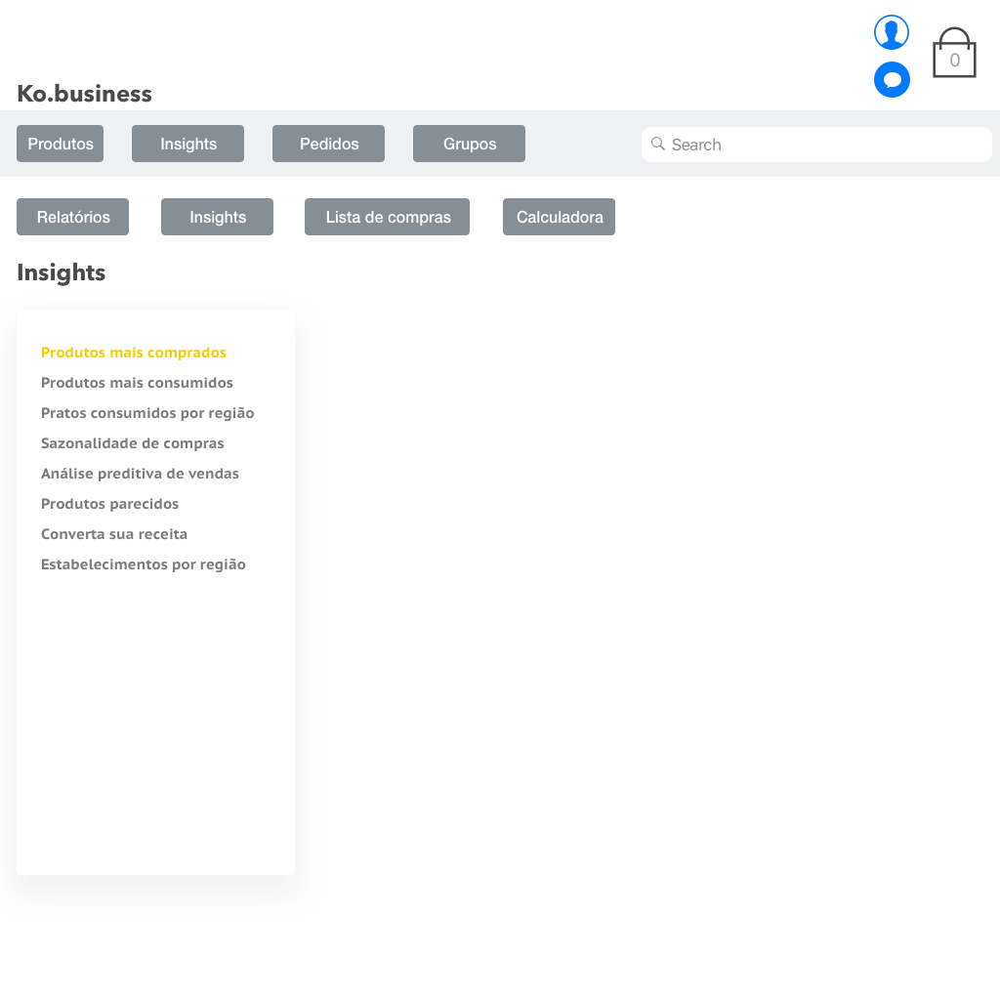 0
Ko.business
Produtos Insights Pedidos Grupos Search
Relatórios Insights Lista de compras Calculadora
Insights
Produtos mais comprados
Produtos mais consumidos
Pratos consumidos por região
Sazonalidade de compras
Análise preditiva de vendas
Produtos parecidos
Converta sua receita
Estabelecimentos por região